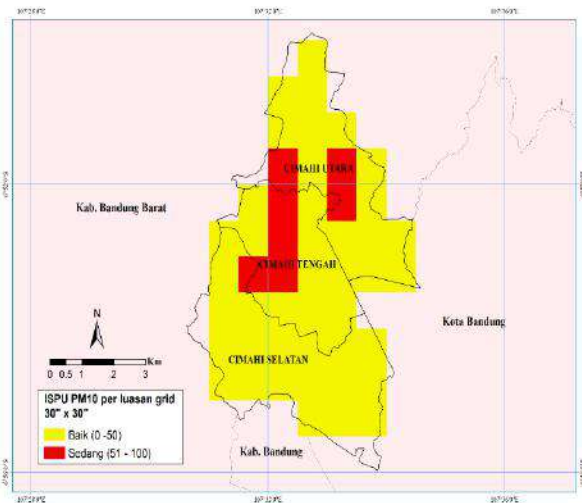 CIMAHI UTARA
Kab. Bandung Barat
CIMAHI TENGAH
N
Kota Bandung
0 0.5 1 2 3 Km
CIMAHI SELATAN
ISPU PM10 per luasan grid
30" x 30"
Baik (0 -50)
Sedang (51 - 100)
Kab. Bandung